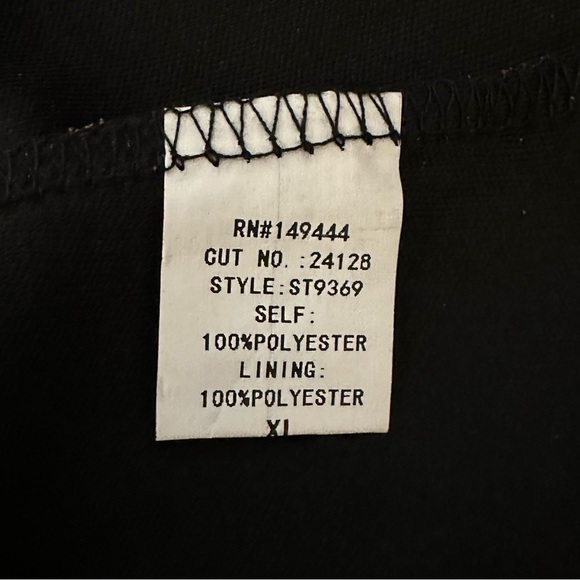 RN#149444
CUT NO.:24128
STYLE:ST9369
SELF:
100%POLYESTER
LINING:
100%POLYESTER
XL